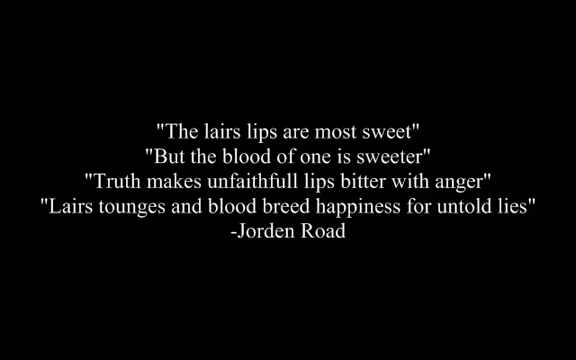 "The lairs lips are most sweet"
"But the blood of one is sweeter"
"Truth makes unfaithfull lips bitter with anger"
"Lairs tounges and blood breed happiness for untold lies"
-Jorden Road